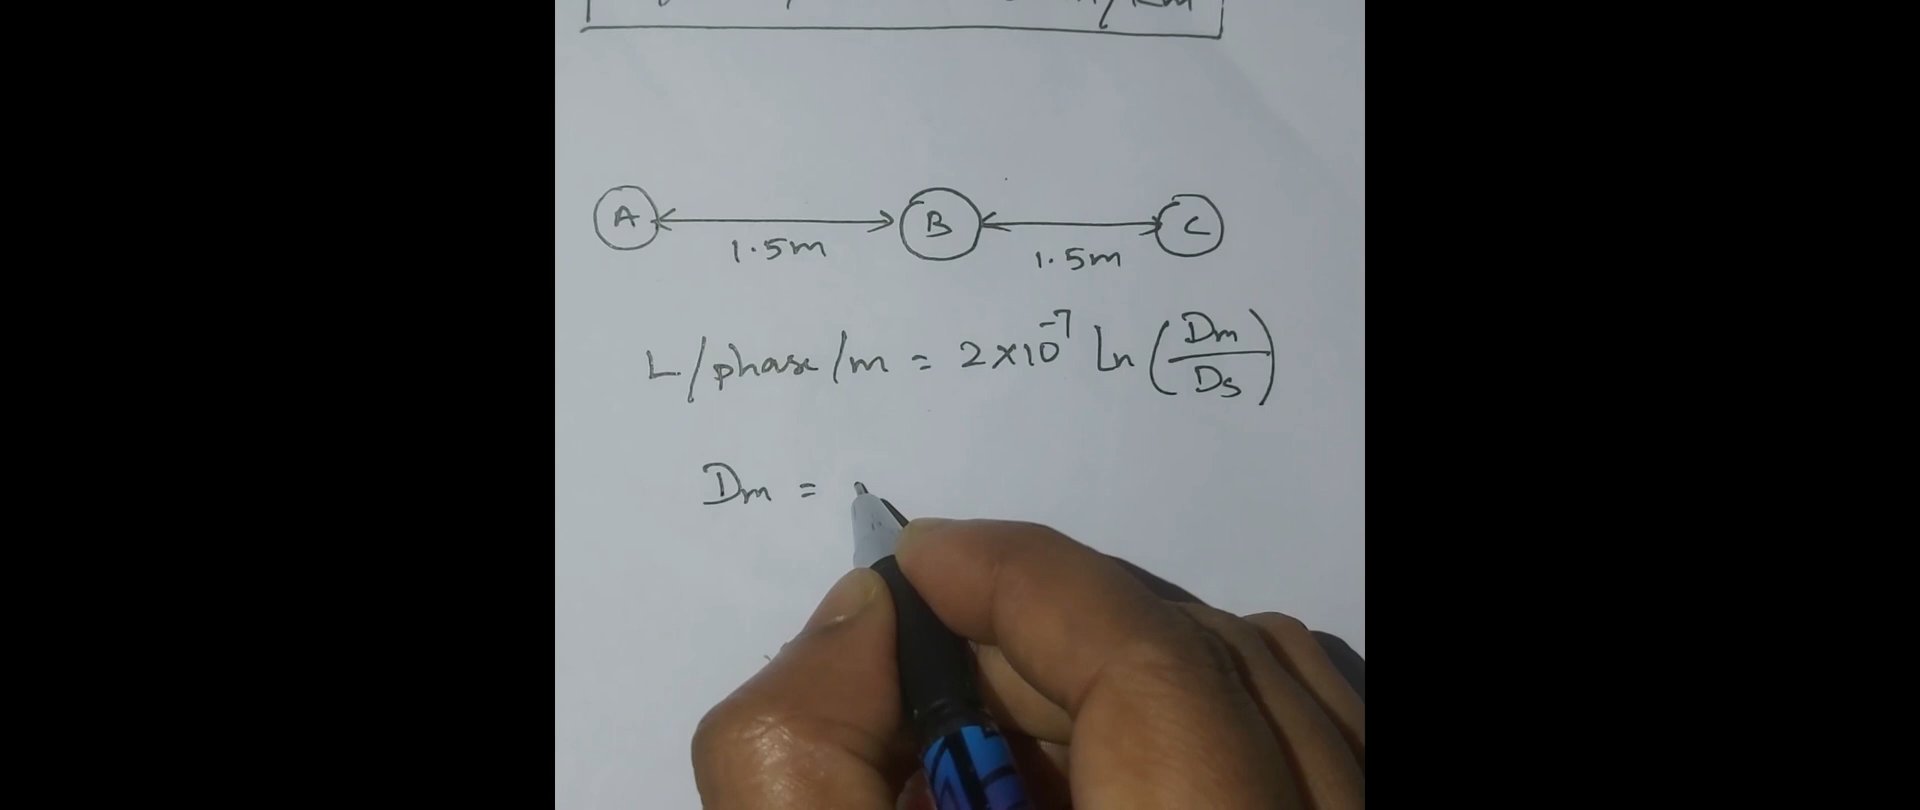 A B C
1.5m 1.5m
L/phase/m = 2×10⁻⁷ Ln (Dm/Ds)
Dm =